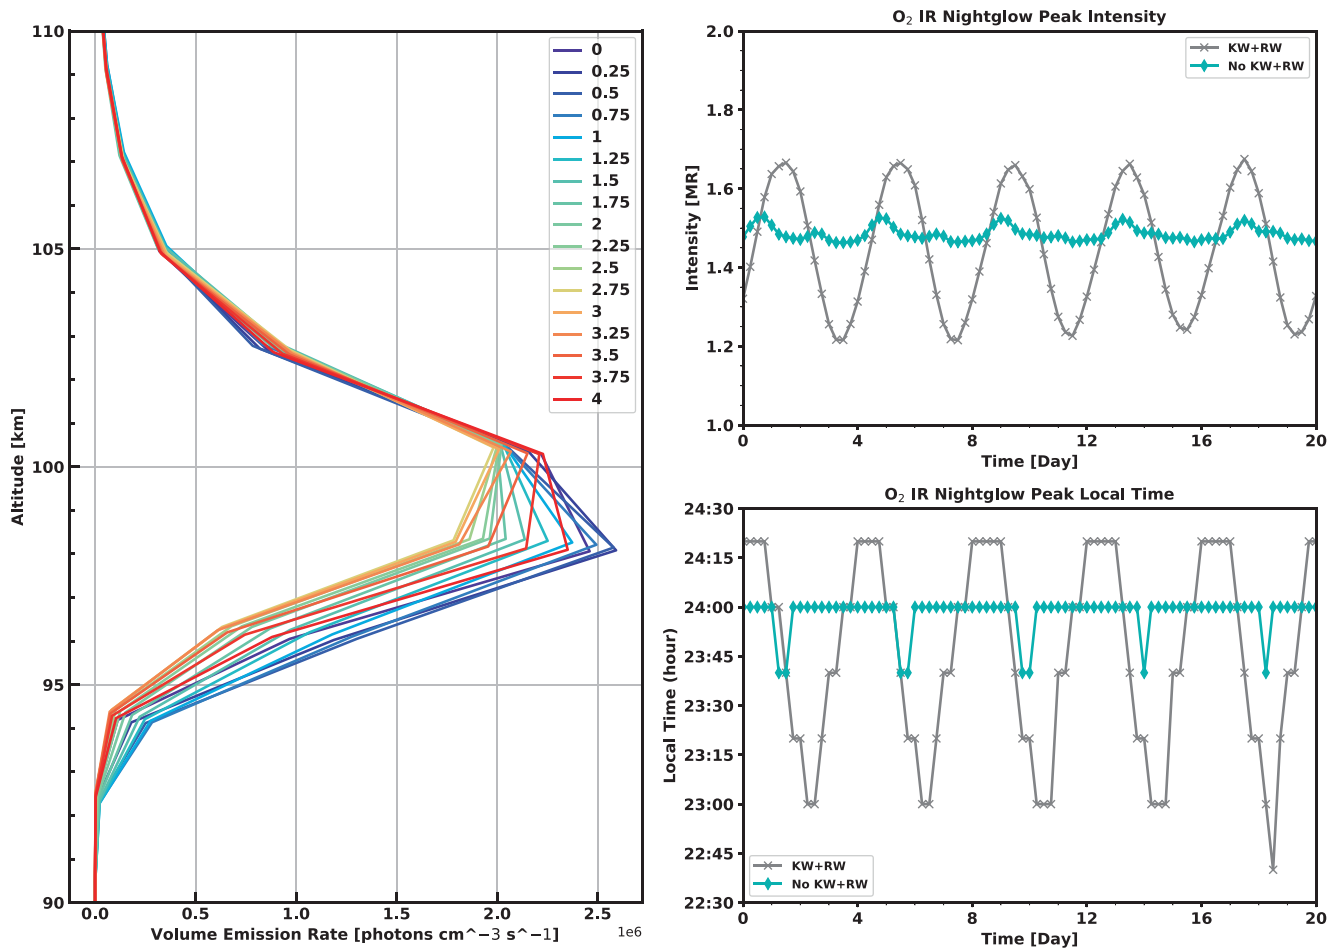 110
105
100
95
90
Altitude [km]
0.0 0.5 1.0 1.5 2.0 2.5
1e6
Volume Emission Rate [photons cm^−3 s^−1]
0
0.25
0.5
0.75
1
1.25
1.5
1.75
2
2.25
2.5
2.75
3
3.25
3.5
3.75
4
O₂ IR Nightglow Peak Intensity
2.0
1.8
1.6
1.4
1.2
1.0
Intensity [MR]
KW+RW
No KW+RW
0 4 8 12 16 20
Time [Day]
O₂ IR Nightglow Peak Local Time
24:30
24:15
24:00
23:45
23:30
23:15
23:00
22:45
22:30
Local Time (hour)
KW+RW
No KW+RW
0 4 8 12 16 20
Time [Day]